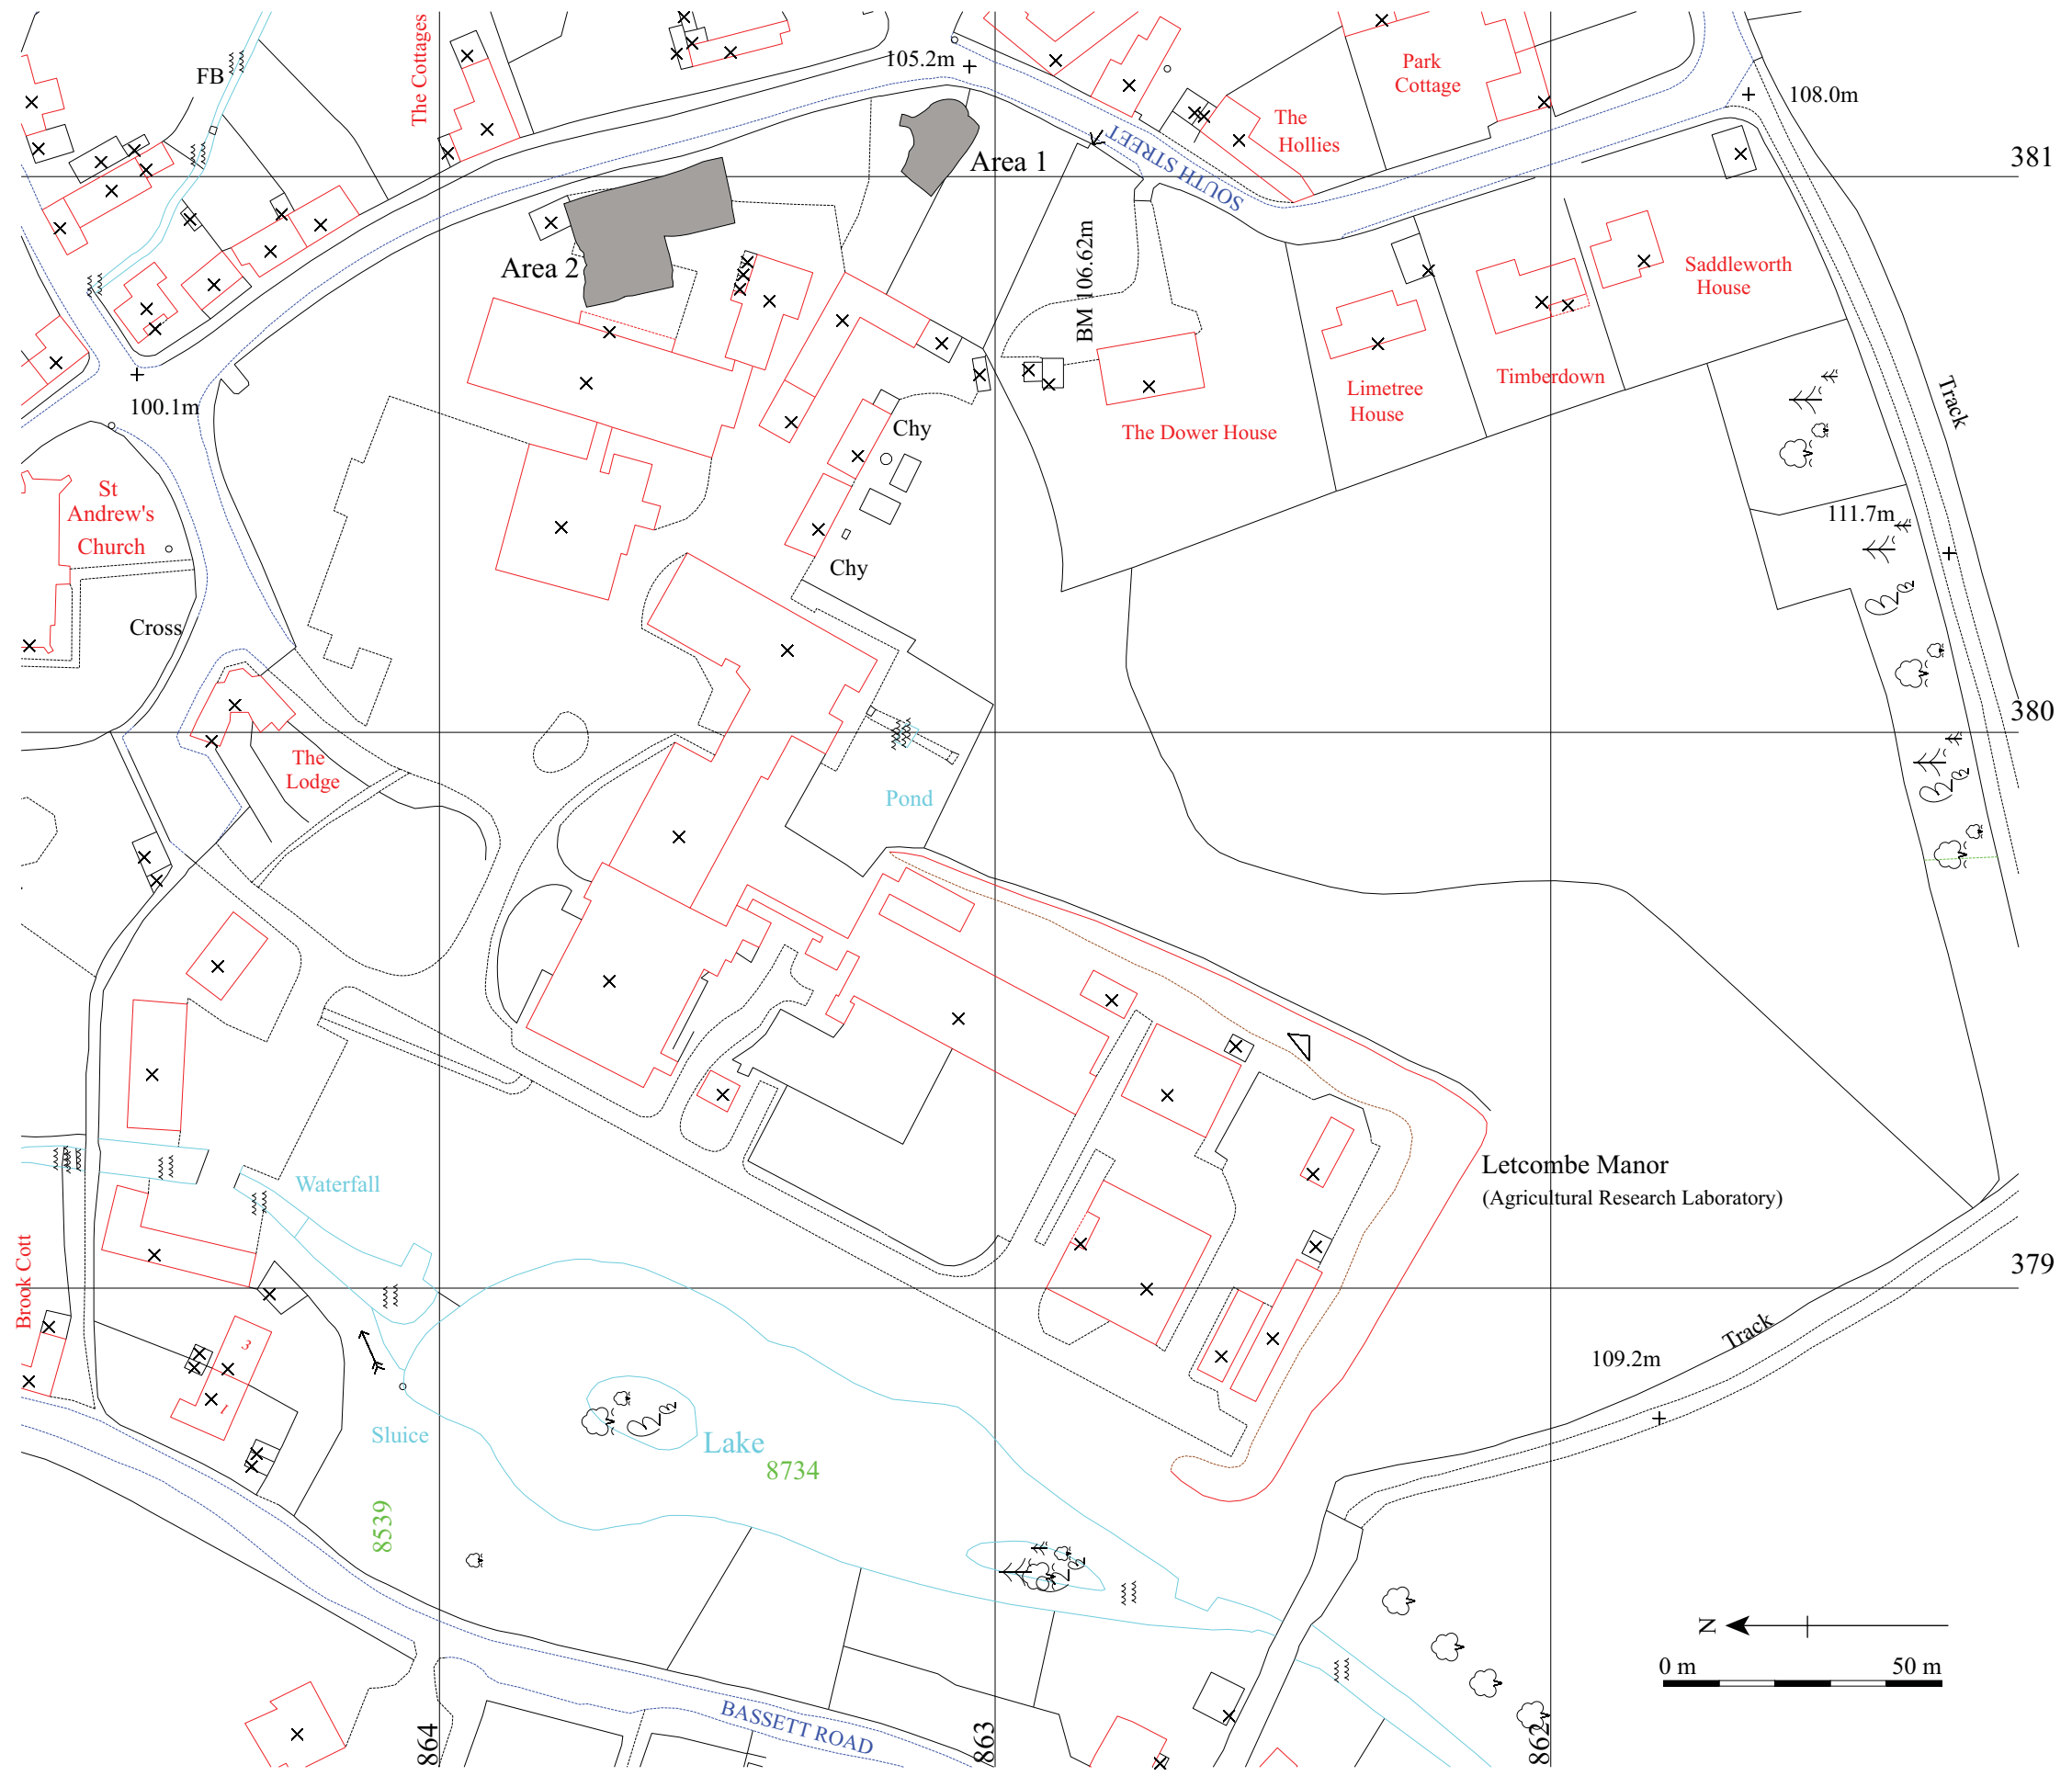 The Cottages
FB
105.2m
Park
Cottage
108.0m
The
Hollies
SOUTH STREET
Area 1
381
Area 2
BM 106.62m
Saddleworth
House
Timberdown
Limetree
House
The Dower House
Track
100.1m
Chy
St
Andrew's
Church
111.7m
Chy
Cross
380
The
Lodge
Pond
Letcombe Manor
(Agricultural Research Laboratory)
Waterfall
Brook Cott
379
3
1
Track
109.2m
Sluice
Lake
8734
8539
N
0 m
50 m
BASSETT ROAD
864
863
862